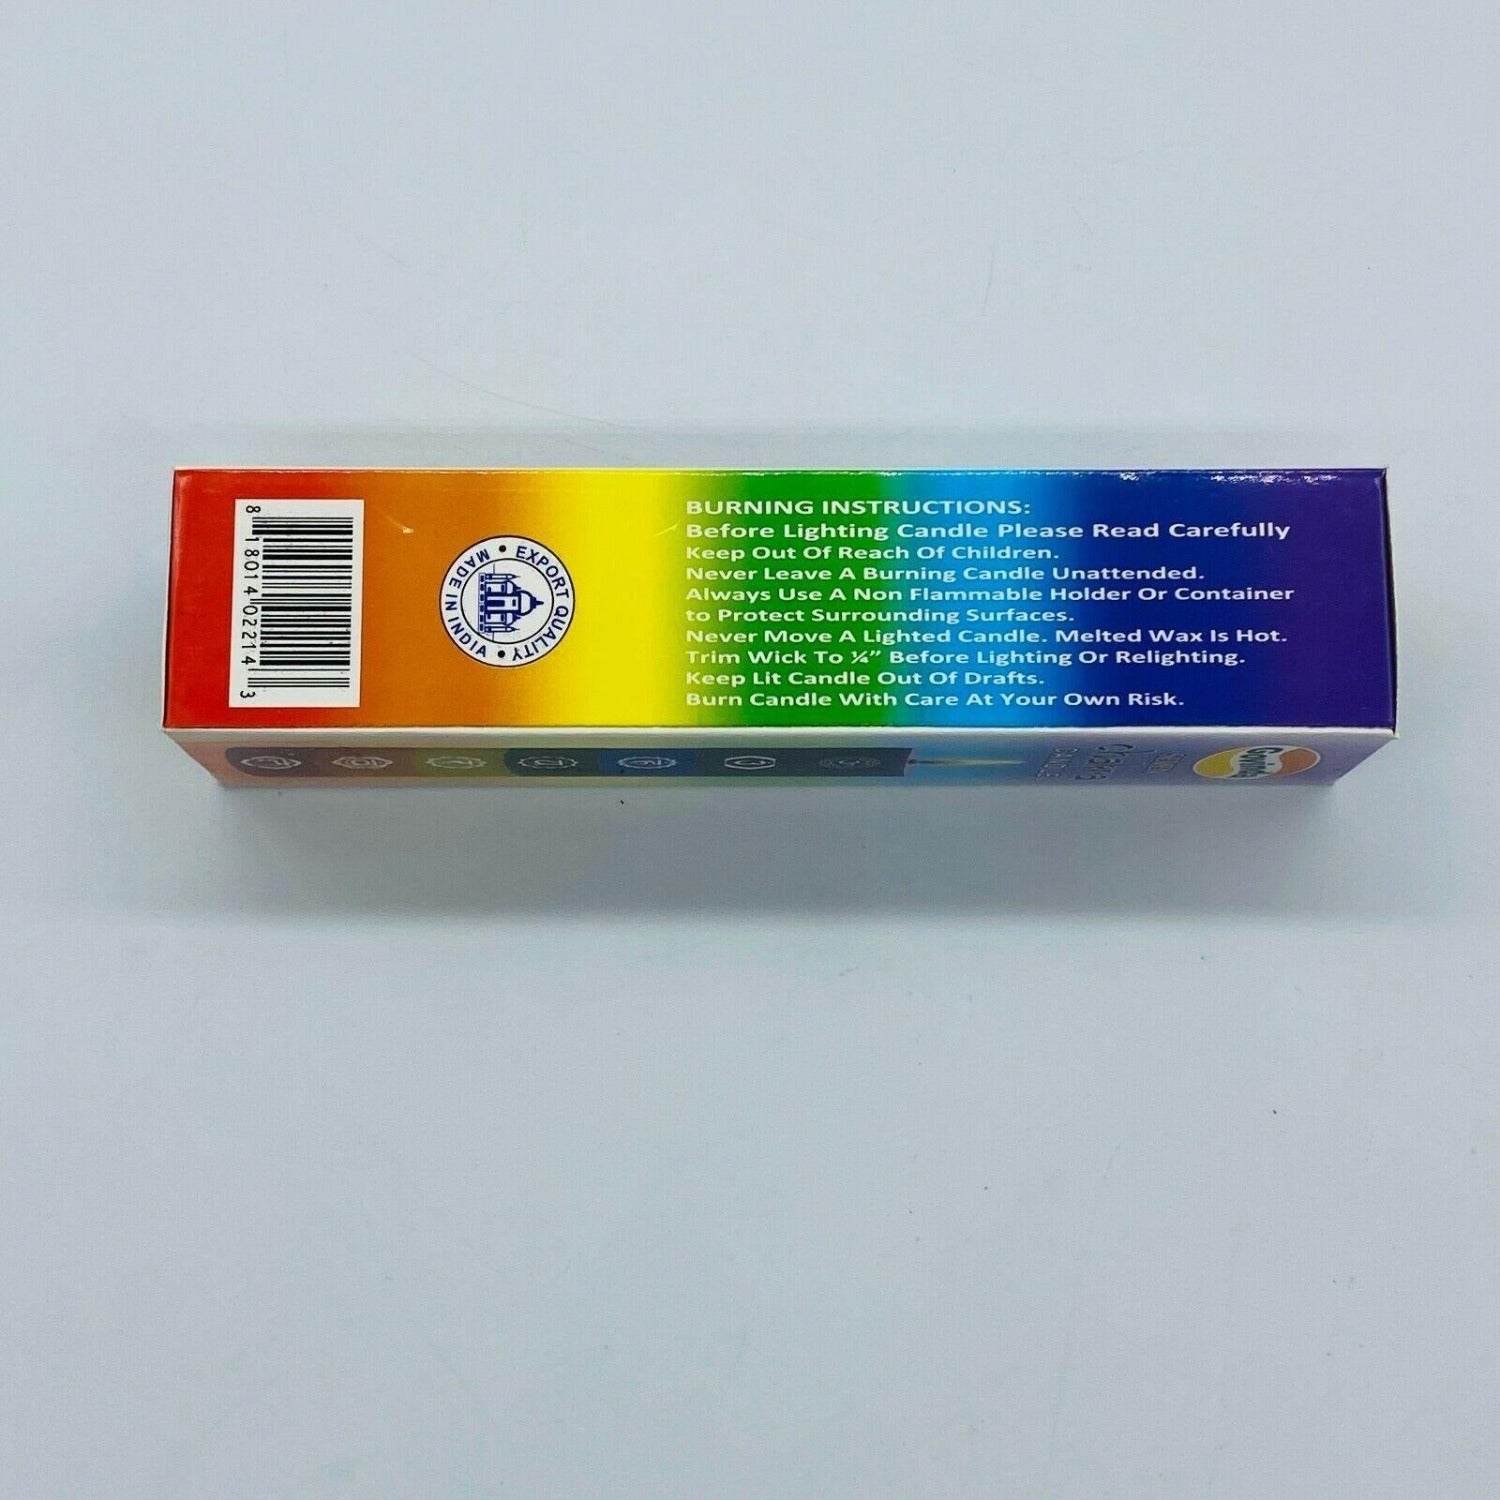 8 18014 02214 3
EXPORT QUALITY • MADE IN INDIA •
BURNING INSTRUCTIONS:
Before Lighting Candle Please Read Carefully
Keep Out Of Reach Of Children.
Never Leave A Burning Candle Unattended.
Always Use A Non Flammable Holder Or Container
to Protect Surrounding Surfaces.
Never Move A Lighted Candle. Melted Wax Is Hot.
Trim Wick To ¼” Before Lighting Or Relighting.
Keep Lit Candle Out Of Drafts.
Burn Candle With Care At Your Own Risk.
Chakra